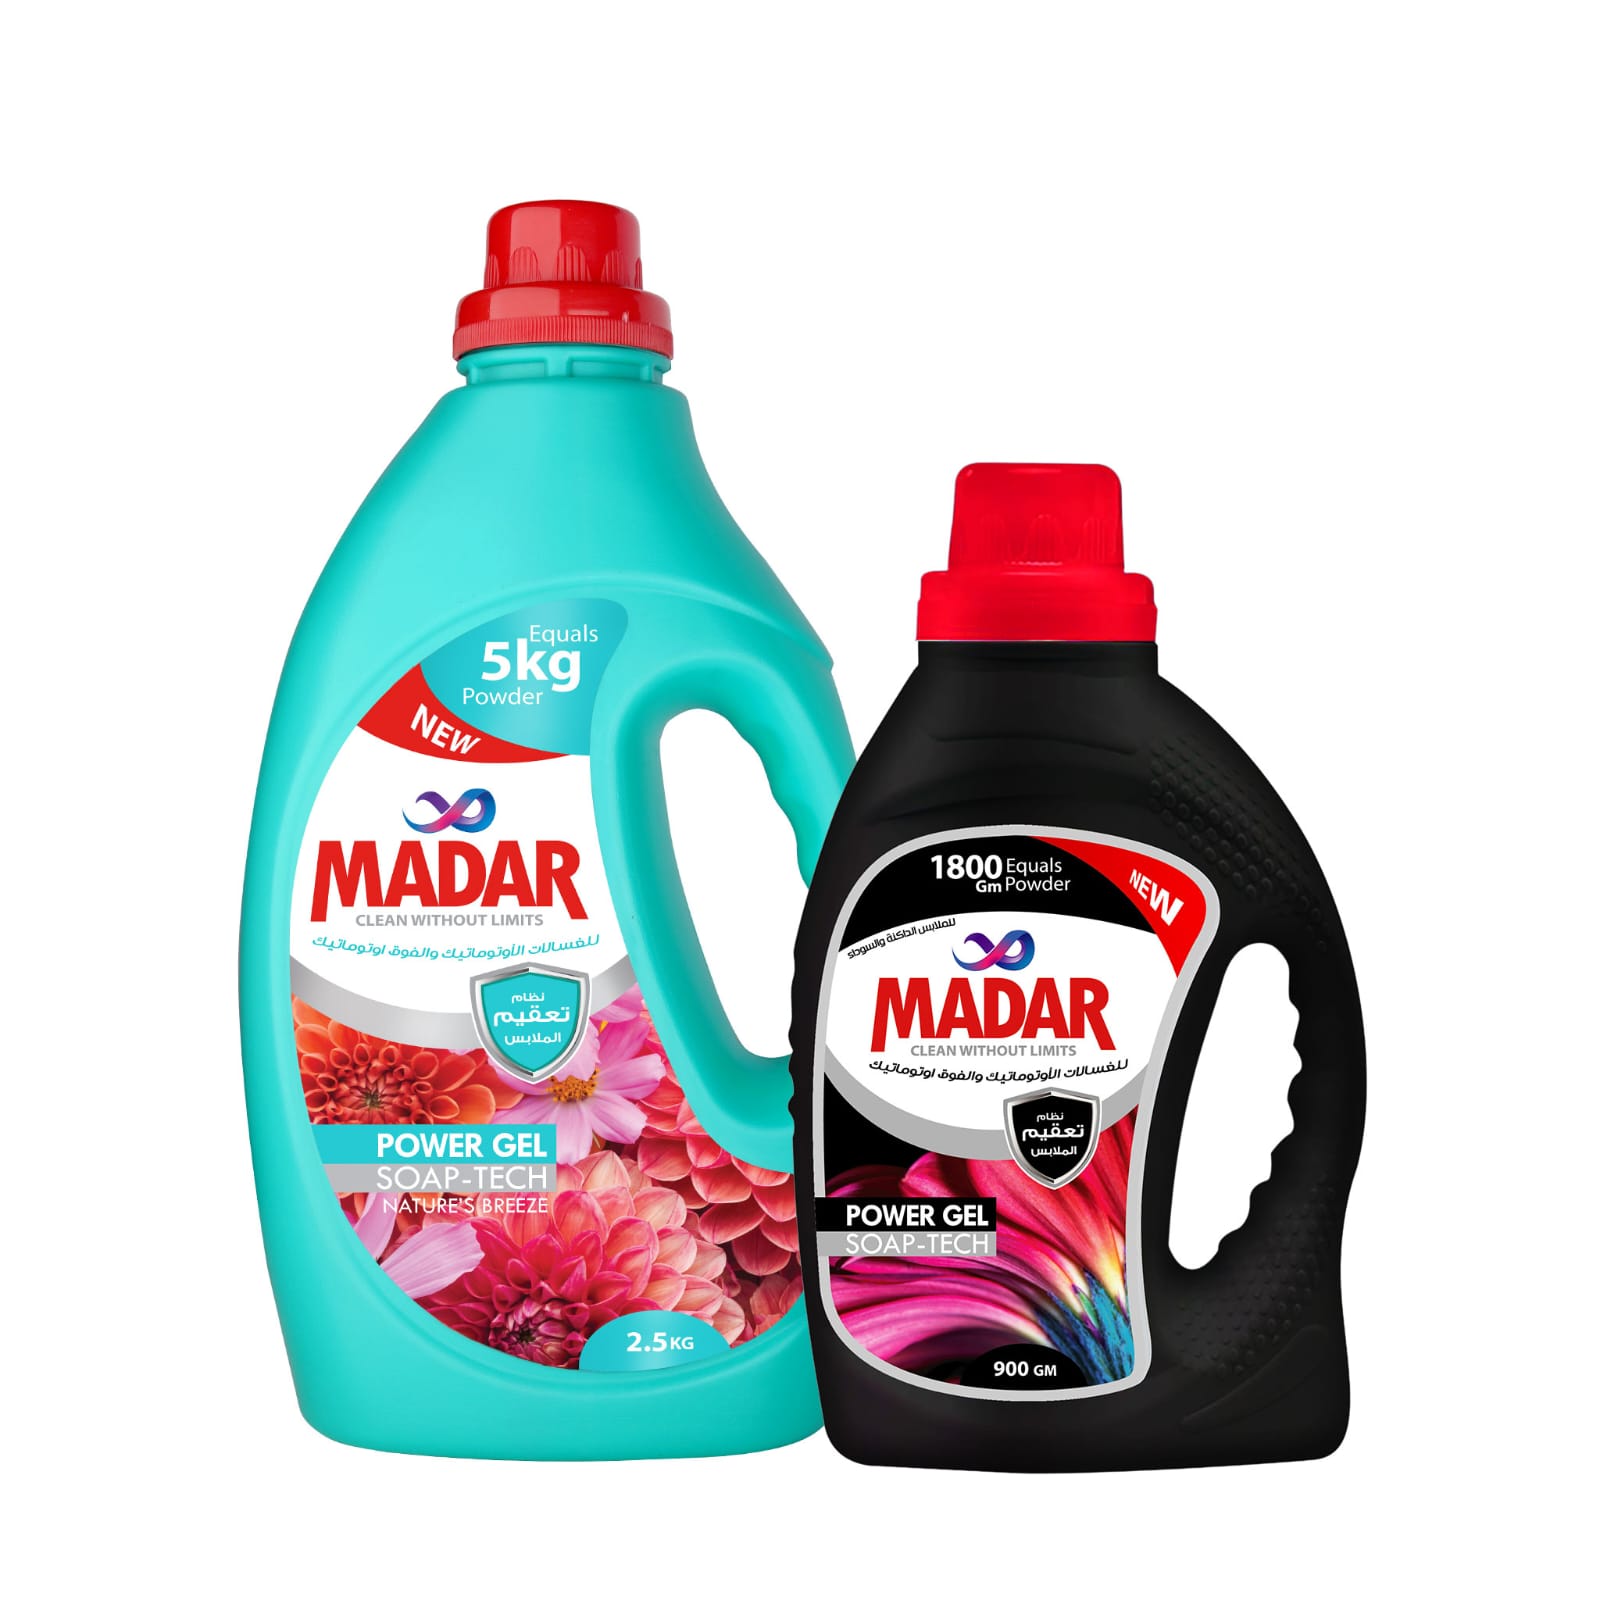 Equals
5kg
Powder
NEW
MADAR
CLEAN WITHOUT LIMITS
للغسالات الأوتوماتيك والفوق اوتوماتيك
نظام
تعقيم
الملابس
POWER GEL
SOAP-TECH
NATURE'S BREEZE
2.5KG
1800 Equals
Gm Powder
NEW
للملابس الداكنة والسوداء
MADAR
CLEAN WITHOUT LIMITS
للغسالات الأوتوماتيك والفوق اوتوماتيك
نظام
تعقيم
الملابس
POWER GEL
SOAP-TECH
900 GM